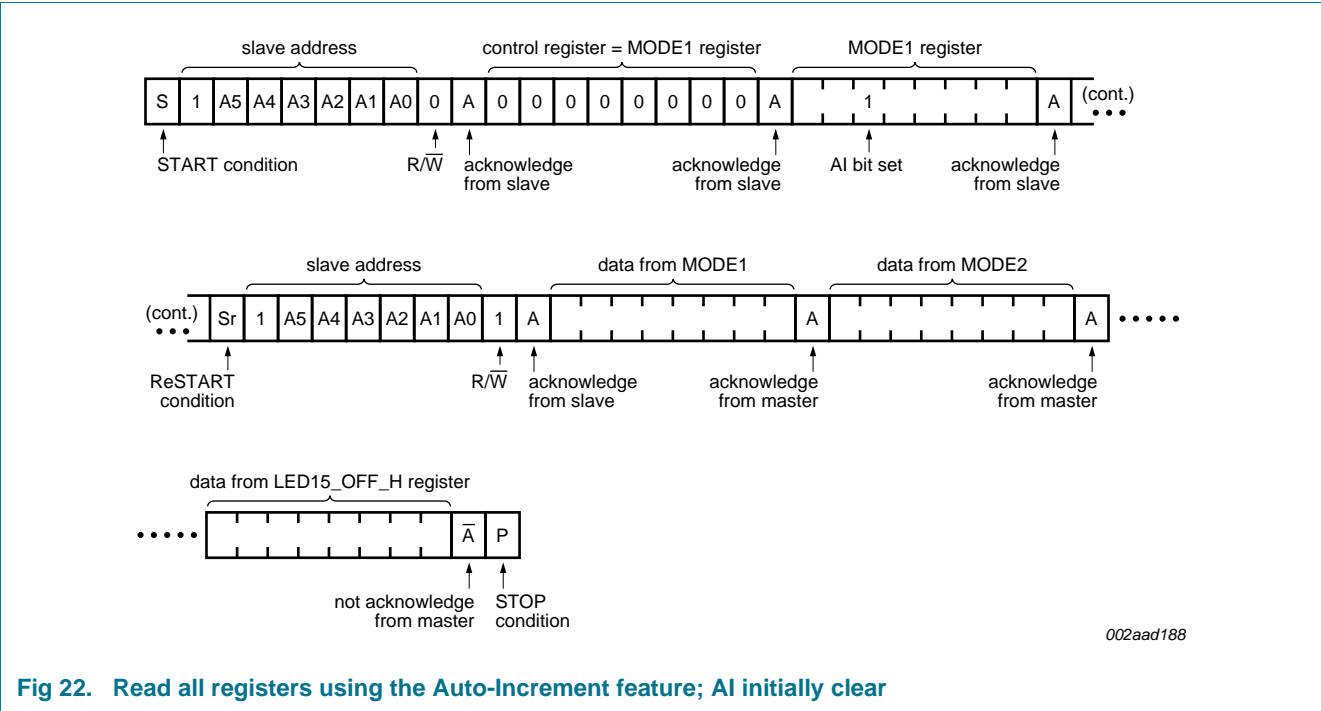 slave address control register = MODE1 register MODE1 register
S 1 A5 A4 A3 A2 A1 A0 0 A 0 0 0 0 0 0 0 0 A 1 A (cont.)
START condition R/W̅ acknowledge from slave acknowledge from slave AI bit set acknowledge from slave
slave address data from MODE1 data from MODE2
(cont.) Sr 1 A5 A4 A3 A2 A1 A0 1 A A A
ReSTART condition R/W̅ acknowledge from slave acknowledge from master acknowledge from master
data from LED15_OFF_H register
A̅ P
not acknowledge from master STOP condition
002aad188
Fig 22. Read all registers using the Auto-Increment feature; AI initially clear